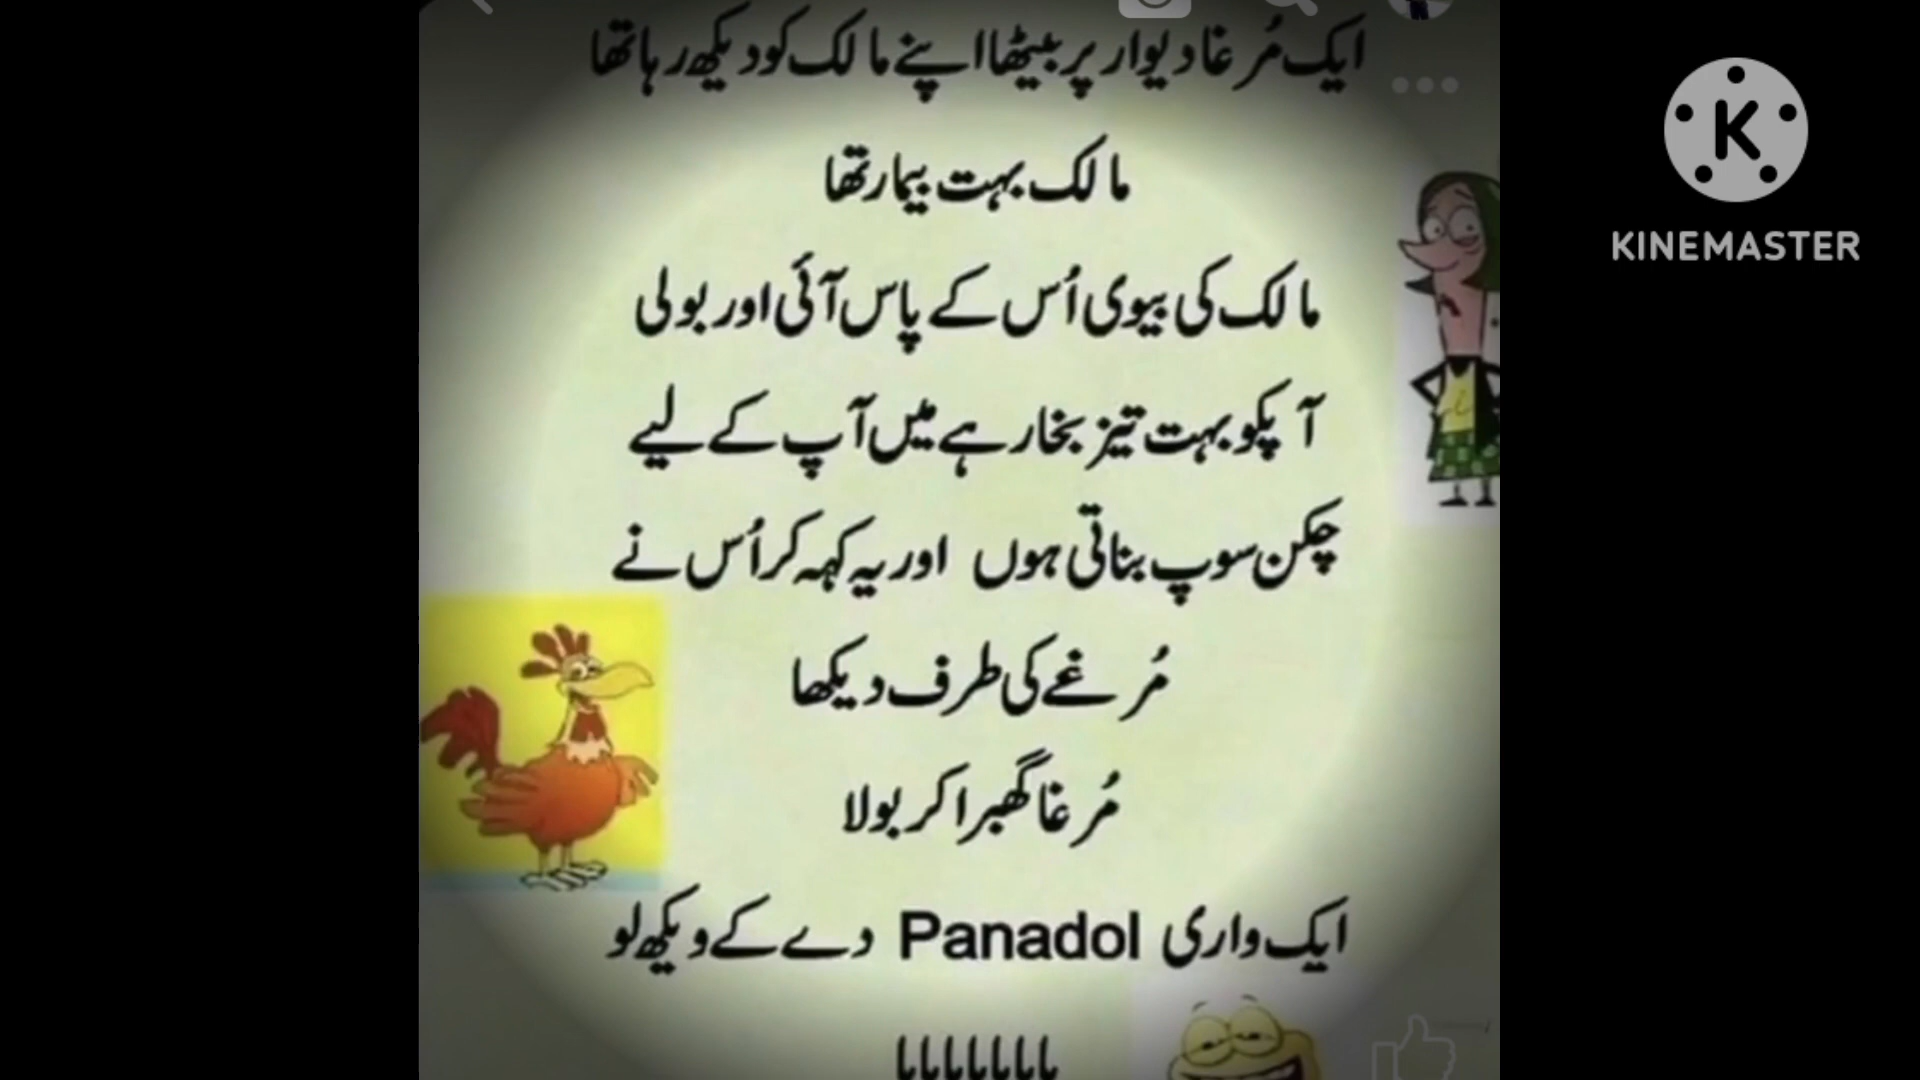 ایک مُرغا دیوار پر بیٹھا اپنے مالک کو دیکھ رہا تھا
مالک بہت بیمار تھا
مالک کی بیوی اُس کے پاس آئی اور بولی
آپکو بہت تیز بخار ہے میں آپ کے لیے
چکن سوپ بناتی ہوں اور یہ کہہ کر اُس نے
مُرغے کی طرف دیکھا
مُرغا گھبرا کر بولا
ایک واری Panadol دے کے ویکھ لو
ہاہاہاہاہاہاہا
KINEMASTER